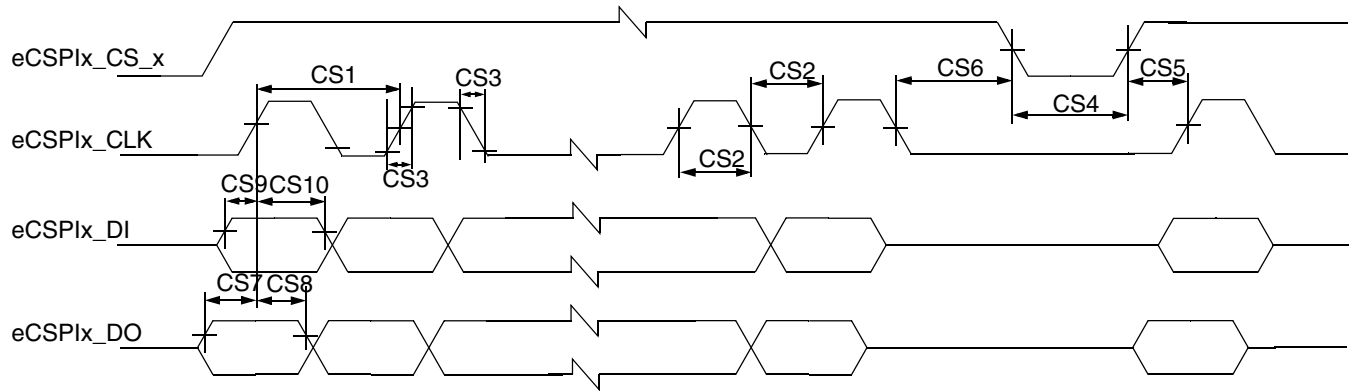 eCSPIx_CS_x
CS1
CS3
CS2
CS6
CS5
CS4
eCSPIx_CLK
CS3
CS2
CS9
CS10
eCSPIx_DI
CS7
CS8
eCSPIx_DO